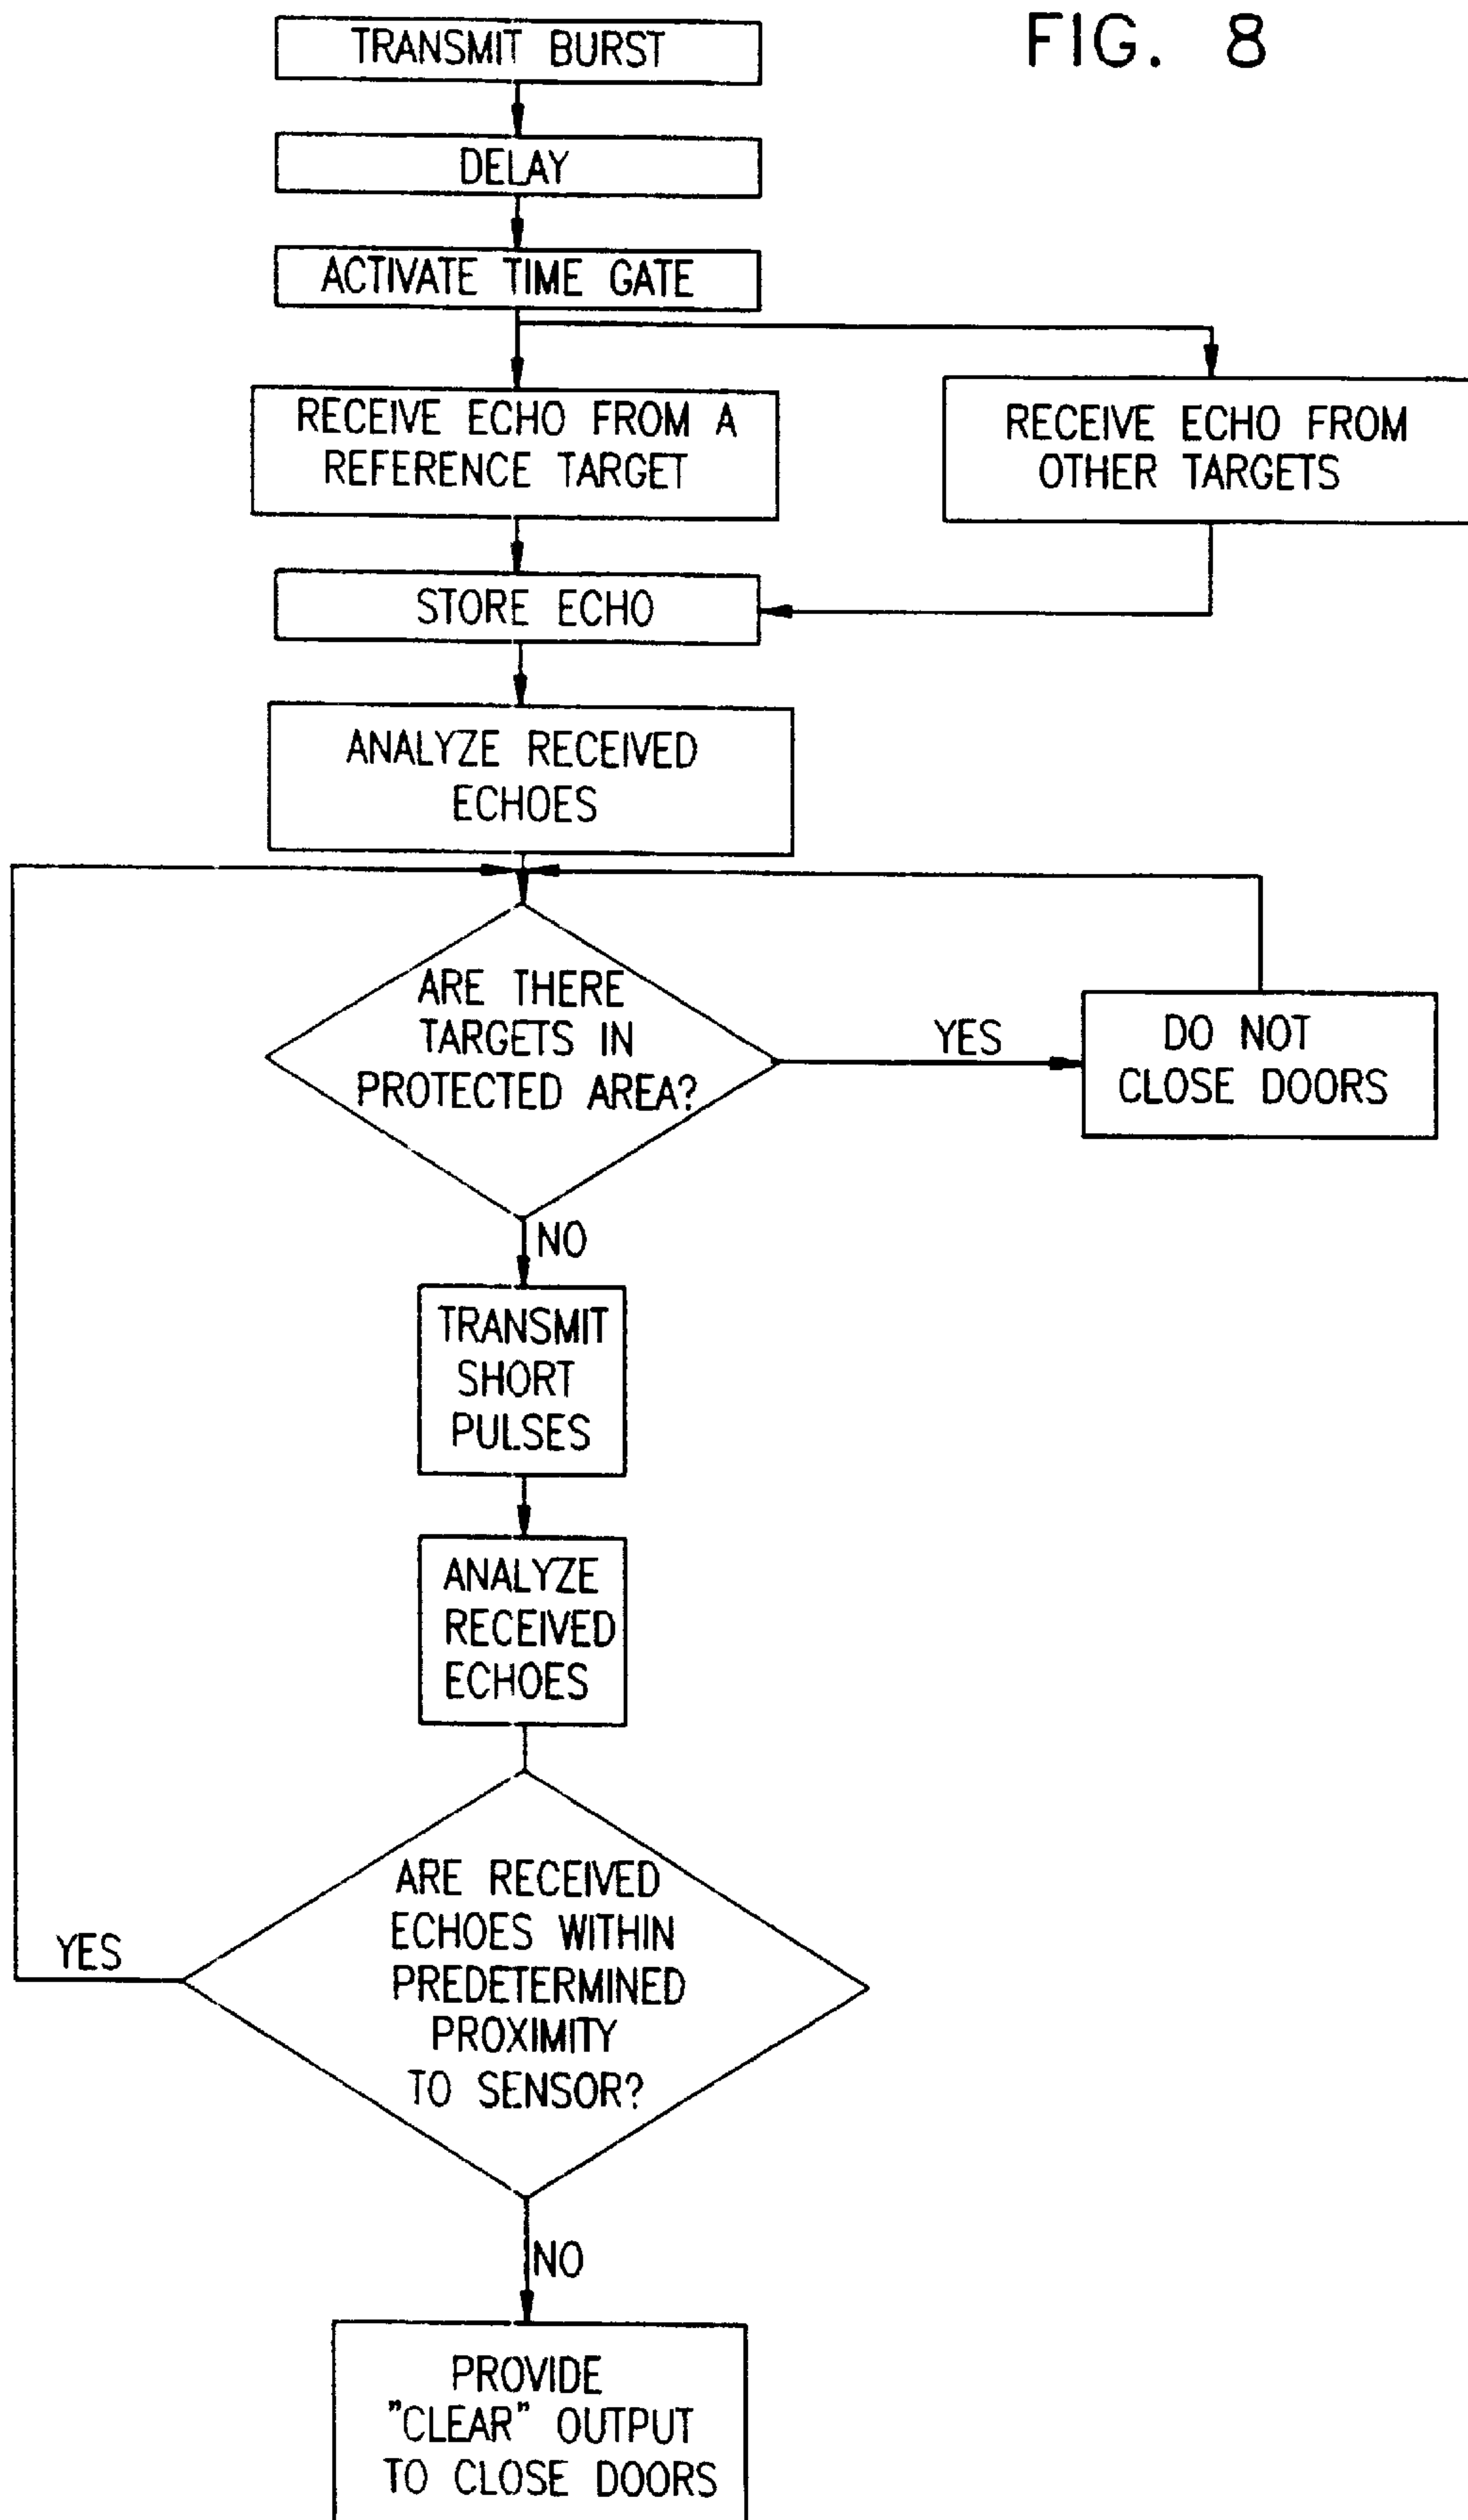 FIG. 8
TRANSMIT BURST
DELAY
ACTIVATE TIME GATE
RECEIVE ECHO FROM A
REFERENCE TARGET
RECEIVE ECHO FROM
OTHER TARGETS
STORE ECHO
ANALYZE RECEIVED
ECHOES
ARE THERE
TARGETS IN
PROTECTED AREA?
YES
DO NOT
CLOSE DOORS
NO
TRANSMIT
SHORT
PULSES
ANALYZE
RECEIVED
ECHOES
ARE RECEIVED
ECHOES WITHIN
PREDETERMINED
PROXIMITY
TO SENSOR?
YES
NO
PROVIDE
"CLEAR" OUTPUT
TO CLOSE DOORS